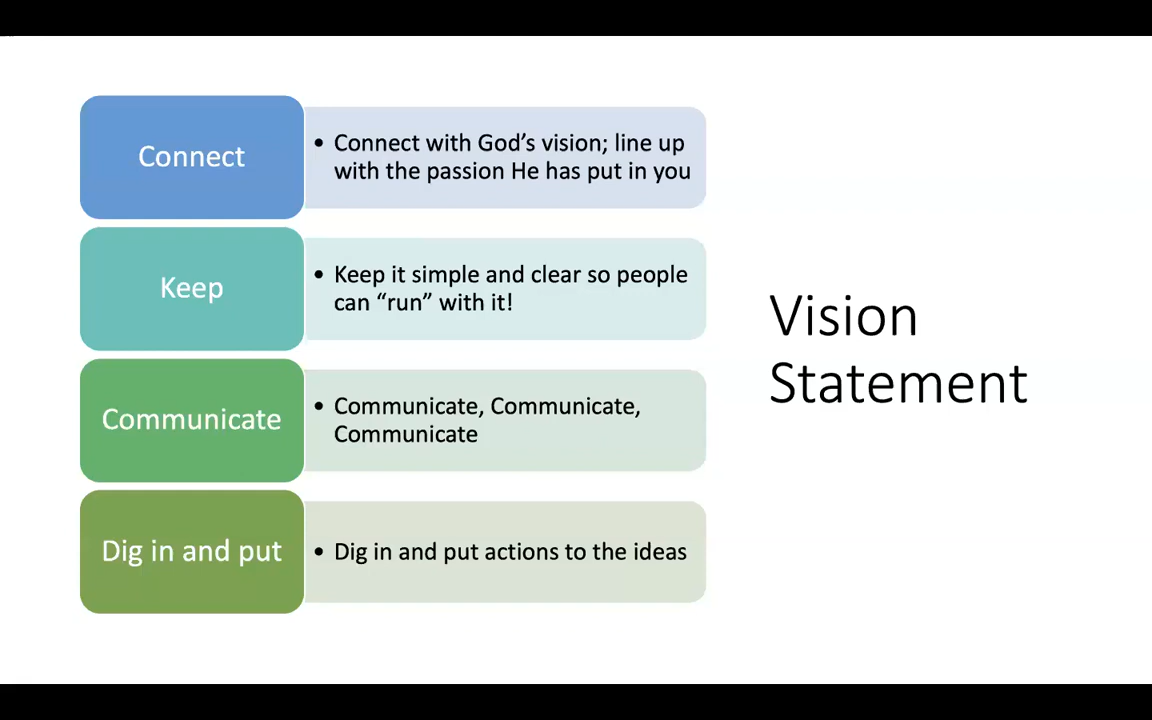 Connect
• Connect with God’s vision; line up
with the passion He has put in you
Keep
• Keep it simple and clear so people
can “run” with it!
Communicate
• Communicate, Communicate,
Communicate
Dig in and put
• Dig in and put actions to the ideas
Vision
Statement